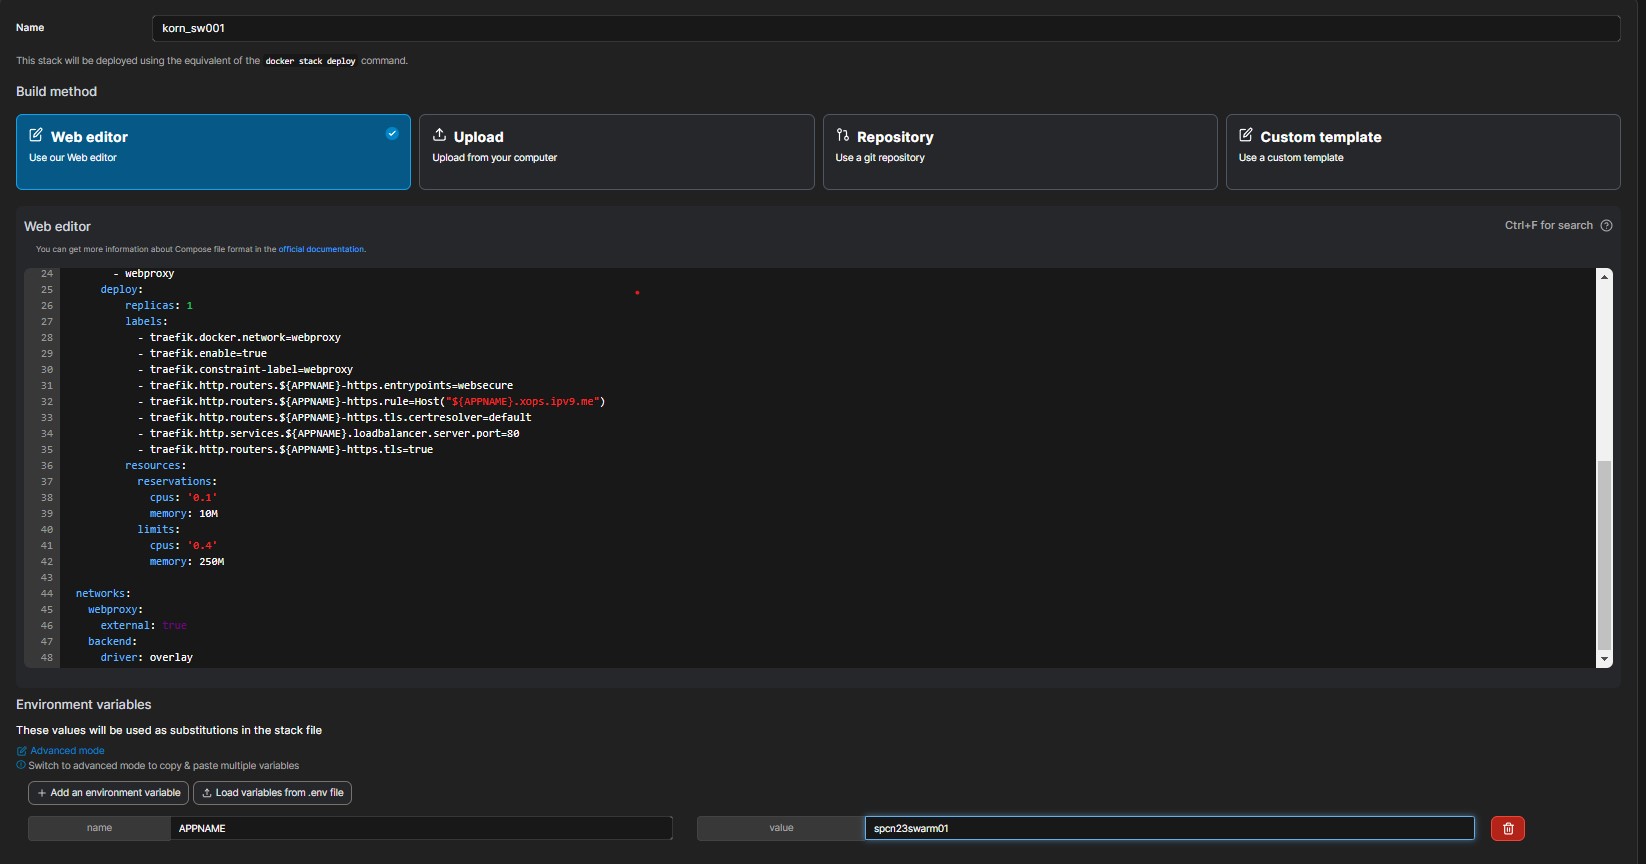 Name
korn_sw001
This stack will be deployed using the equivalent of the docker stack deploy command.
Build method
Web editor
Use our Web editor
Upload
Upload from your computer
Repository
Use a git repository
Custom template
Use a custom template
Web editor
Ctrl+F for search
You can get more information about Compose file format in the official documentation.
24 - webproxy
25 deploy:
26 replicas: 1
27 labels:
28 - traefik.docker.network=webproxy
29 - traefik.enable=true
30 - traefik.constraint-label=webproxy
31 - traefik.http.routers.${APPNAME}-https.entrypoints=websecure
32 - traefik.http.routers.${APPNAME}-https.rule=Host("${APPNAME}.xops.ipv9.me")
33 - traefik.http.routers.${APPNAME}-https.tls.certresolver=default
34 - traefik.http.services.${APPNAME}.loadbalancer.server.port=80
35 - traefik.http.routers.${APPNAME}-https.tls=true
36 resources:
37 reservations:
38 cpus: '0.1'
39 memory: 10M
40 limits:
41 cpus: '0.4'
42 memory: 250M
43
44 networks:
45 webproxy:
46 external: true
47 backend:
48 driver: overlay
Environment variables
These values will be used as substitutions in the stack file
Advanced mode
Switch to advanced mode to copy & paste multiple variables
+ Add an environment variable
Load variables from .env file
name APPNAME value spcn23swarm01